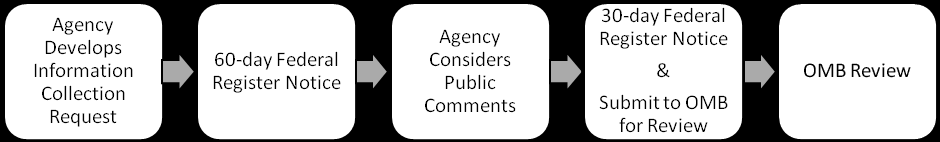 Agency
Develops
Information
Collection
Request
60-day Federal
Register Notice
Agency
Considers
Public
Comments
30-day Federal
Register Notice
&
Submit to OMB
for Review
OMB Review